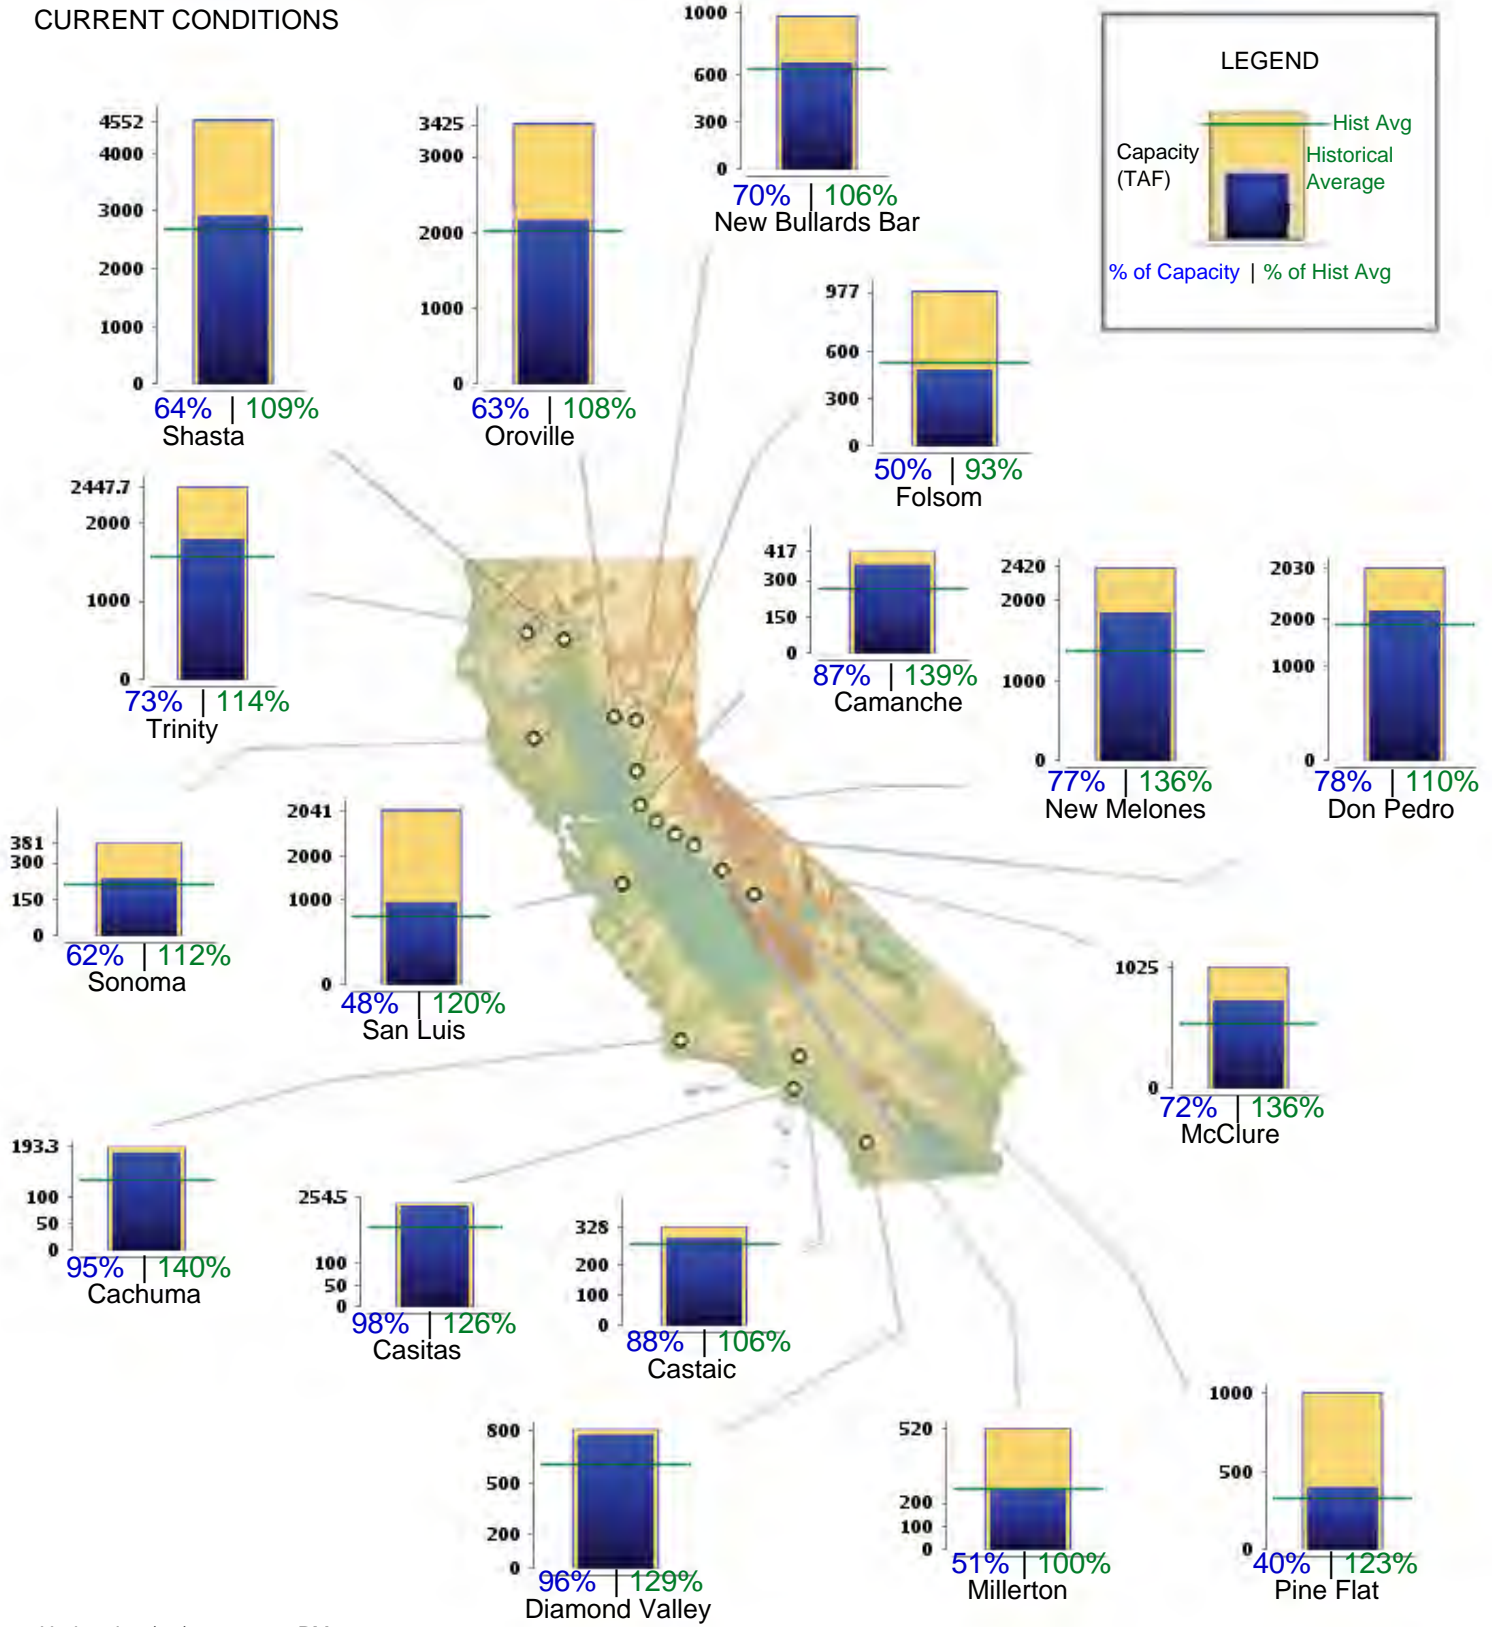 CURRENT CONDITIONS
1000
600
300
0
70% | 106%
New Bullards Bar
LEGEND
Hist Avg
Capacity
(TAF)
Historical
Average
% of Capacity | % of Hist Avg
4552
4000
3000
2000
1000
0
64% | 109%
Shasta
3425
3000
2000
1000
0
63% | 108%
Oroville
977
600
300
0
50% | 93%
Folsom
2447.7
2000
1000
0
73% | 114%
Trinity
417
300
150
0
87% | 139%
Camanche
2420
2000
1000
0
77% | 136%
New Melones
2030
2000
1000
0
78% | 110%
Don Pedro
381
300
150
0
62% | 112%
Sonoma
2041
2000
1000
0
48% | 120%
San Luis
1025
0
72% | 136%
McClure
193.3
100
50
0
95% | 140%
Cachuma
254.5
100
50
0
98% | 126%
Casitas
328
200
100
0
88% | 106%
Castaic
800
500
200
0
96% | 129%
Diamond Valley
520
200
100
0
51% | 100%
Millerton
1000
500
0
40% | 123%
Pine Flat